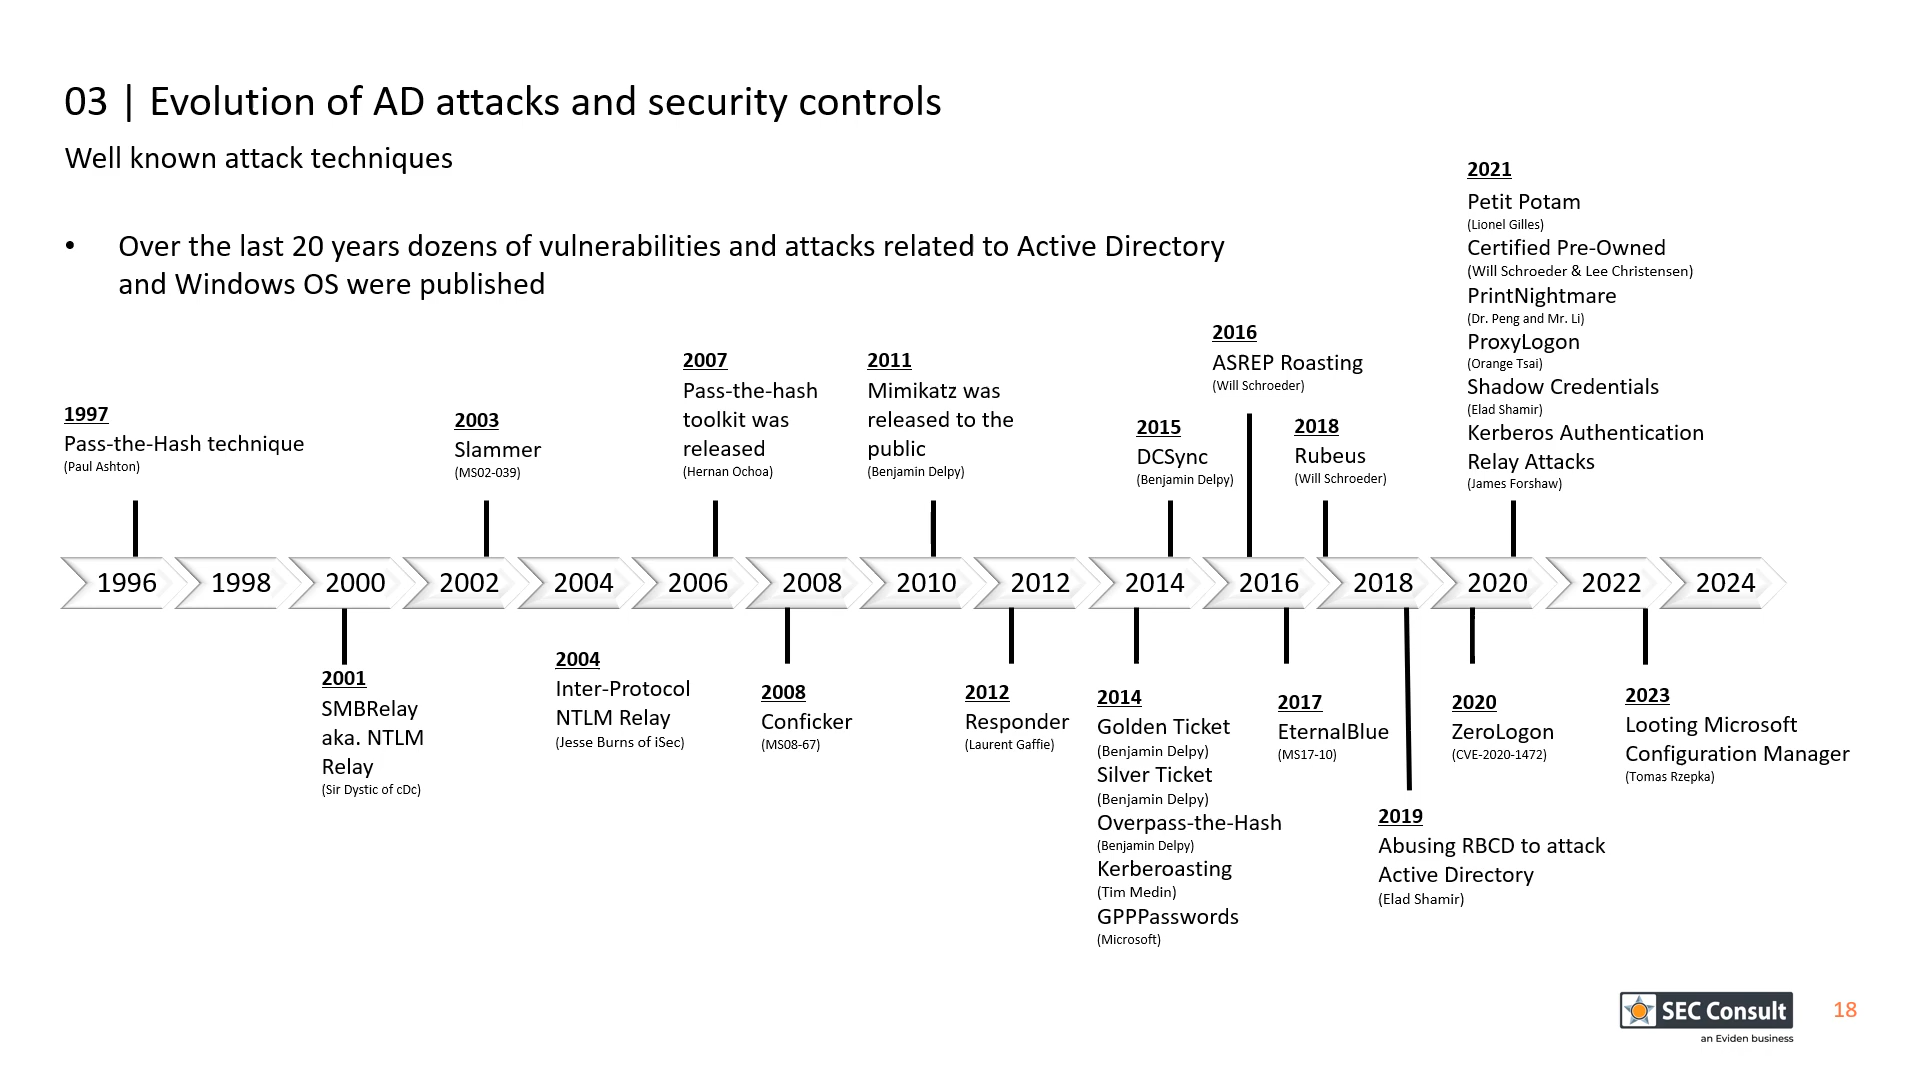 03 | Evolution of AD attacks and security controls
Well known attack techniques
• Over the last 20 years dozens of vulnerabilities and attacks related to Active Directory
and Windows OS were published
1997
Pass-the-Hash technique
(Paul Ashton)
2003
Slammer
(MS02-039)
2007
Pass-the-hash
toolkit was
released
(Hernan Ochoa)
2011
Mimikatz was
released to the
public
(Benjamin Delpy)
2015
DCSync
(Benjamin Delpy)
2016
ASREP Roasting
(Will Schroeder)
2018
Rubeus
(Will Schroeder)
2021
Petit Potam
(Lionel Gilles)
Certified Pre-Owned
(Will Schroeder & Lee Christensen)
PrintNightmare
(Dr. Peng and Mr. Li)
ProxyLogon
(Orange Tsai)
Shadow Credentials
(Elad Shamir)
Kerberos Authentication
Relay Attacks
(James Forshaw)
1996 1998 2000 2002 2004 2006 2008 2010 2012 2014 2016 2018 2020 2022 2024
2001
SMBRelay
aka. NTLM
Relay
(Sir Dystic of cDc)
2004
Inter-Protocol
NTLM Relay
(Jesse Burns of iSec)
2008
Conficker
(MS08-67)
2012
Responder
(Laurent Gaffie)
2014
Golden Ticket
(Benjamin Delpy)
Silver Ticket
(Benjamin Delpy)
Overpass-the-Hash
(Benjamin Delpy)
Kerberoasting
(Tim Medin)
GPPPasswords
(Microsoft)
2017
EternalBlue
(MS17-10)
2019
Abusing RBCD to attack
Active Directory
(Elad Shamir)
2020
ZeroLogon
(CVE-2020-1472)
2023
Looting Microsoft
Configuration Manager
(Tomas Rzepka)
SEC Consult
an Eviden business
18